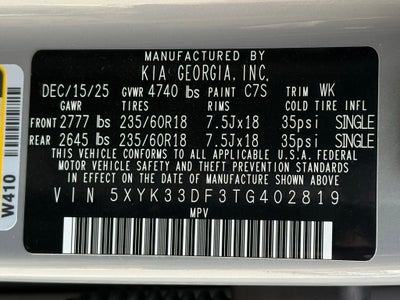 MANUFACTURED BY
KIA GEORGIA, INC.
DEC/15/25 GVWR 4740 lbs PAINT C7S TRIM WK
GAWR TIRES RIMS COLD TIRE INFL
FRONT 2777 lbs 235/60R18 7.5Jx18 35psi SINGLE
REAR 2645 lbs 235/60R18 7.5Jx18 35psi SINGLE
THIS VEHICLE CONFORMS TO ALL APPLICABLE U.S. FEDERAL
MOTOR VEHICLE SAFETY AND THEFT PREVENTION STANDARDS
IN EFFECT ON THE DATE OF MANUFACTURE SHOWN ABOVE.
VIN 5XYK33DF3TG402819
MPV
W410